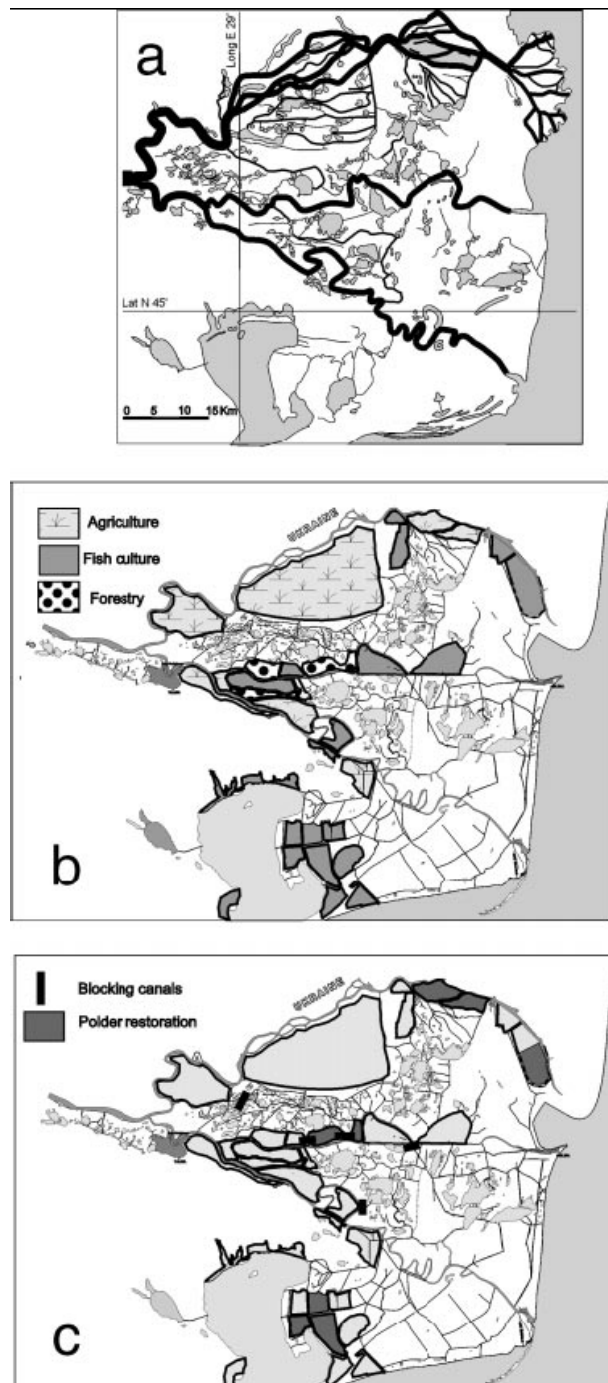 a
Long E 29'
Lat N 45'
0 5 10 15 Km
Agriculture
Fish culture
Forestry
UKRAINE
b
Blocking canals
Polder restoration
UKRAINE
c